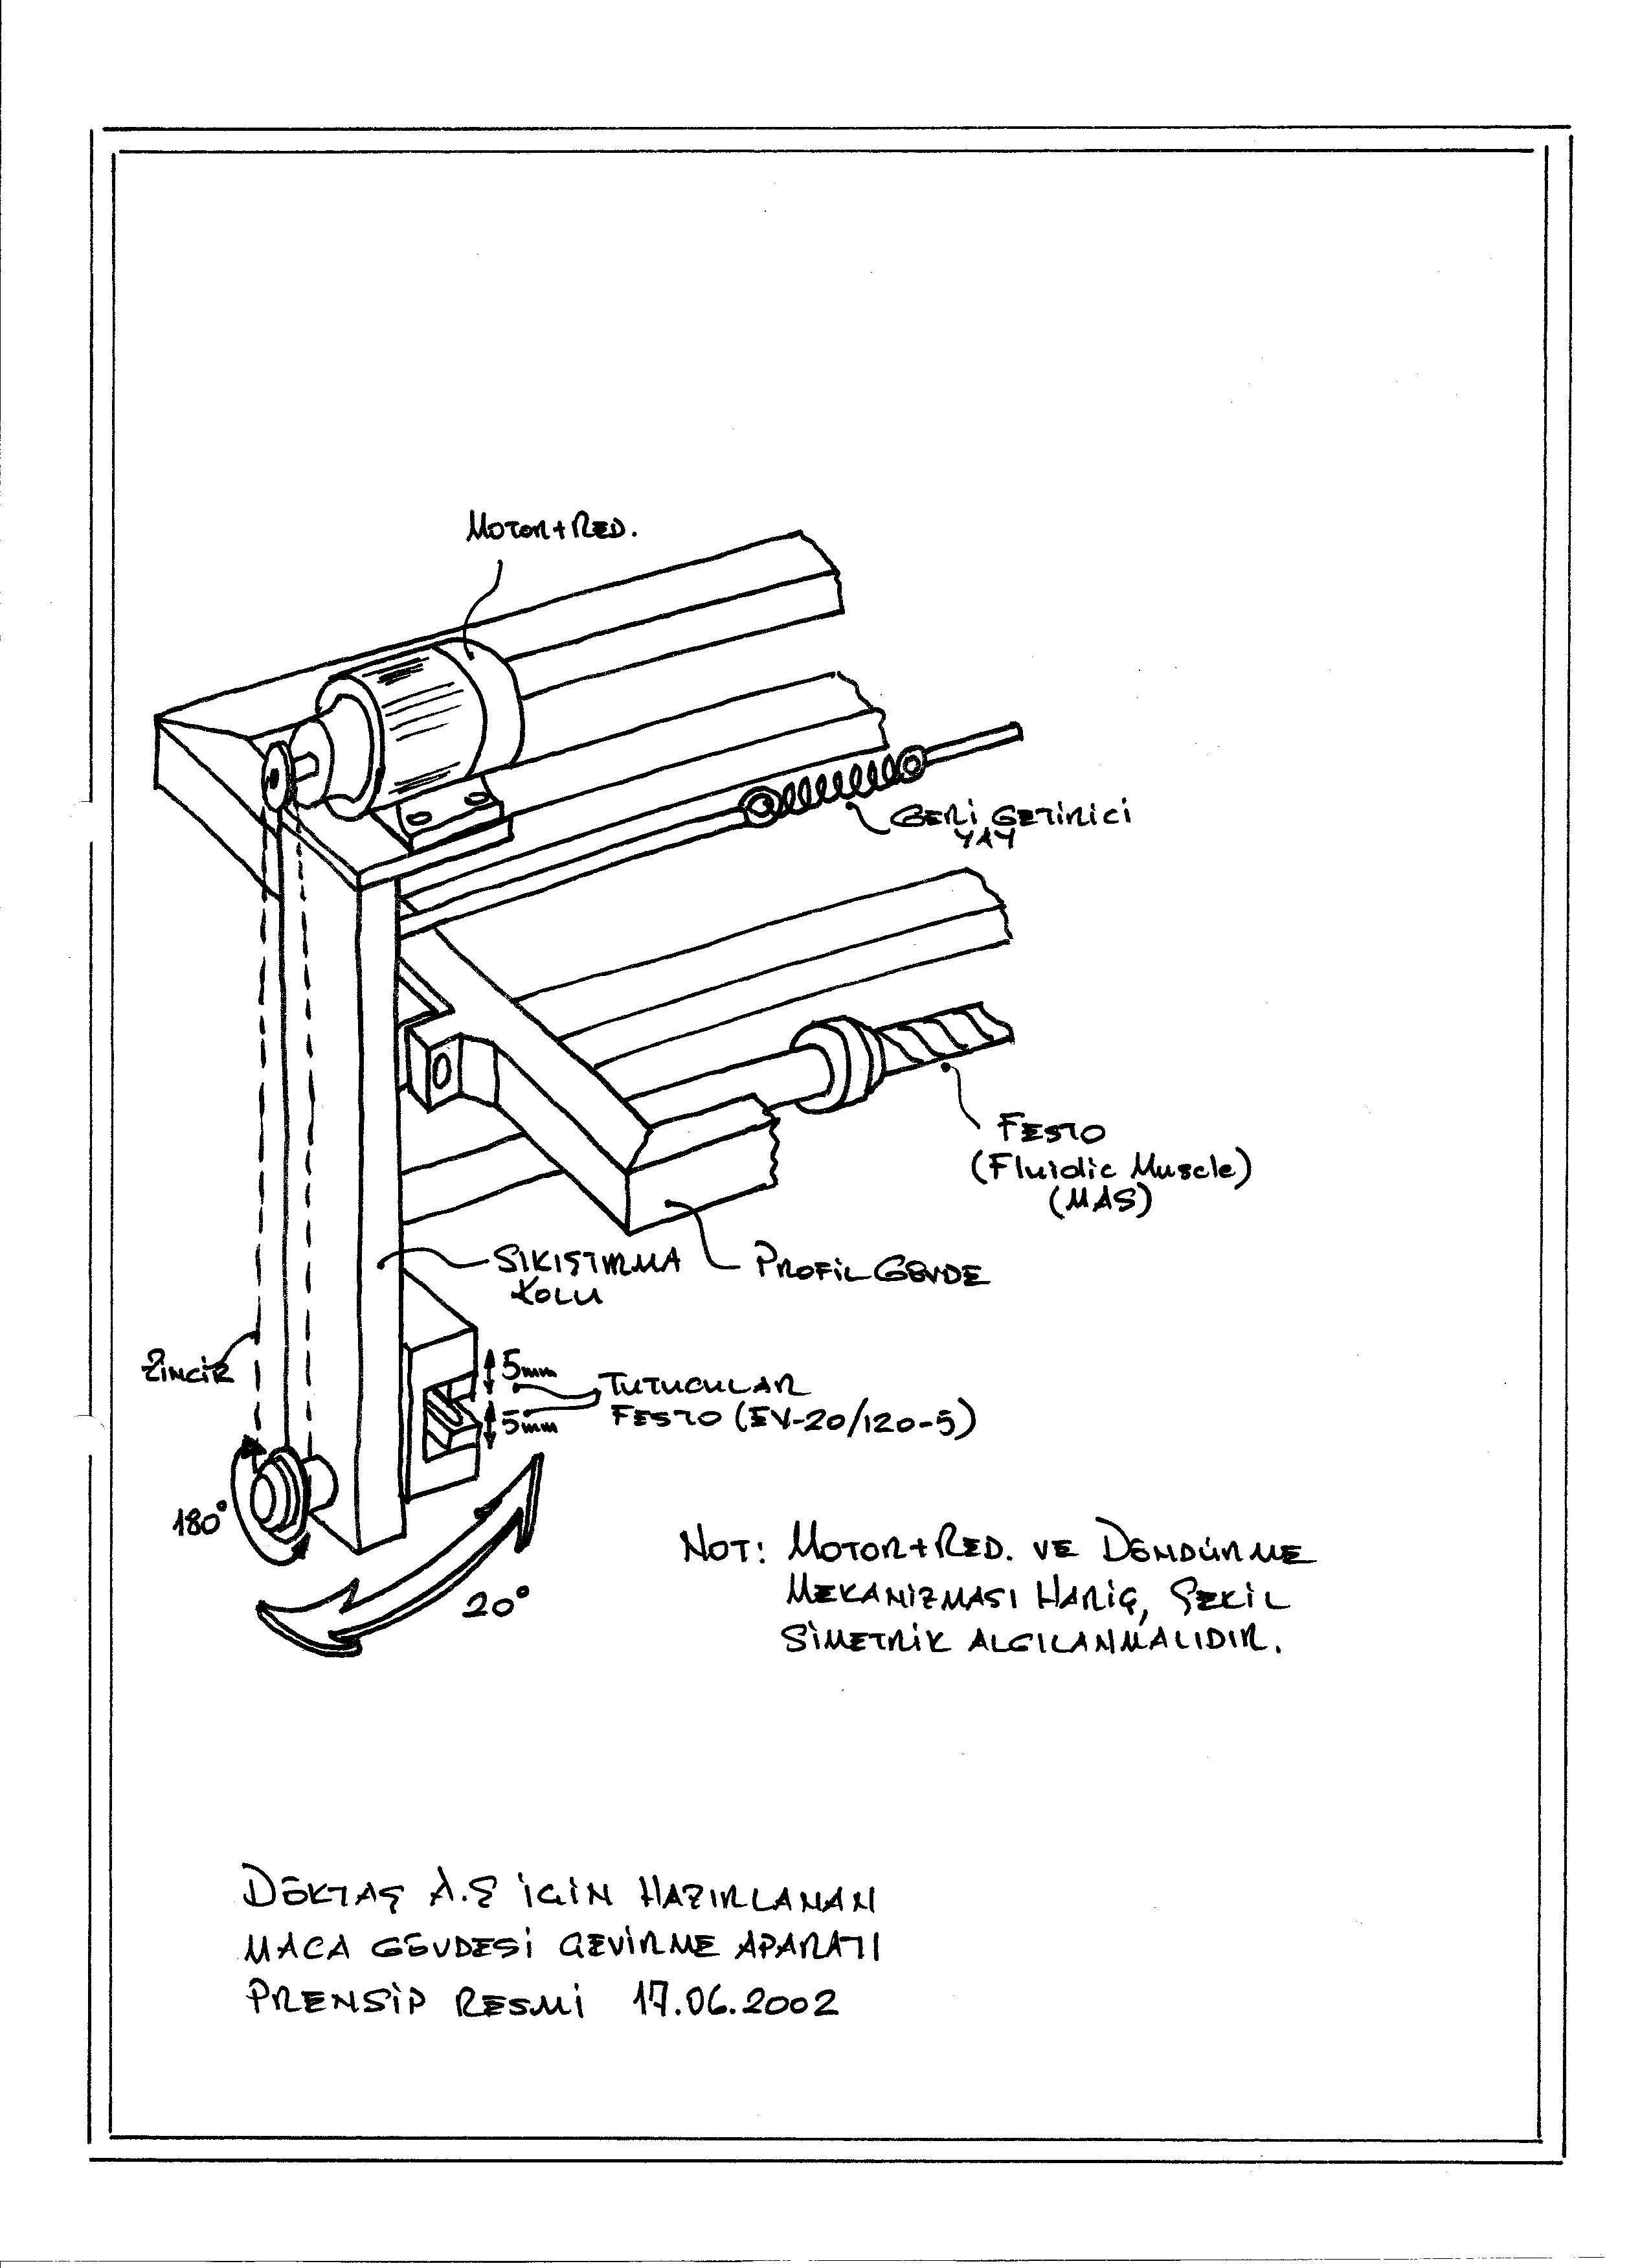 MOTOR+RED.
GERİ GETİRİCİ
YAY
FESTO
(Fluidic Muscle)
(MAS)
SIKIŞTIRMA
KOLU
PROFİL GÖVDE
ZİNCİR
5mm
5mm
TUTUCULAR
FESTO (EV-20/120-5)
180°
20°
NOT: MOTOR+RED. VE DÖNDÜRME
MEKANİZMASI HARİÇ, ŞEKİL
SİMETRİK ALGILANMALIDIR.
DÖKTAŞ A.Ş İÇİN HAZIRLANAN
MAÇA GÖVDESİ ÇEVİRME APARATI
PRENSİP RESMİ 17.06.2002